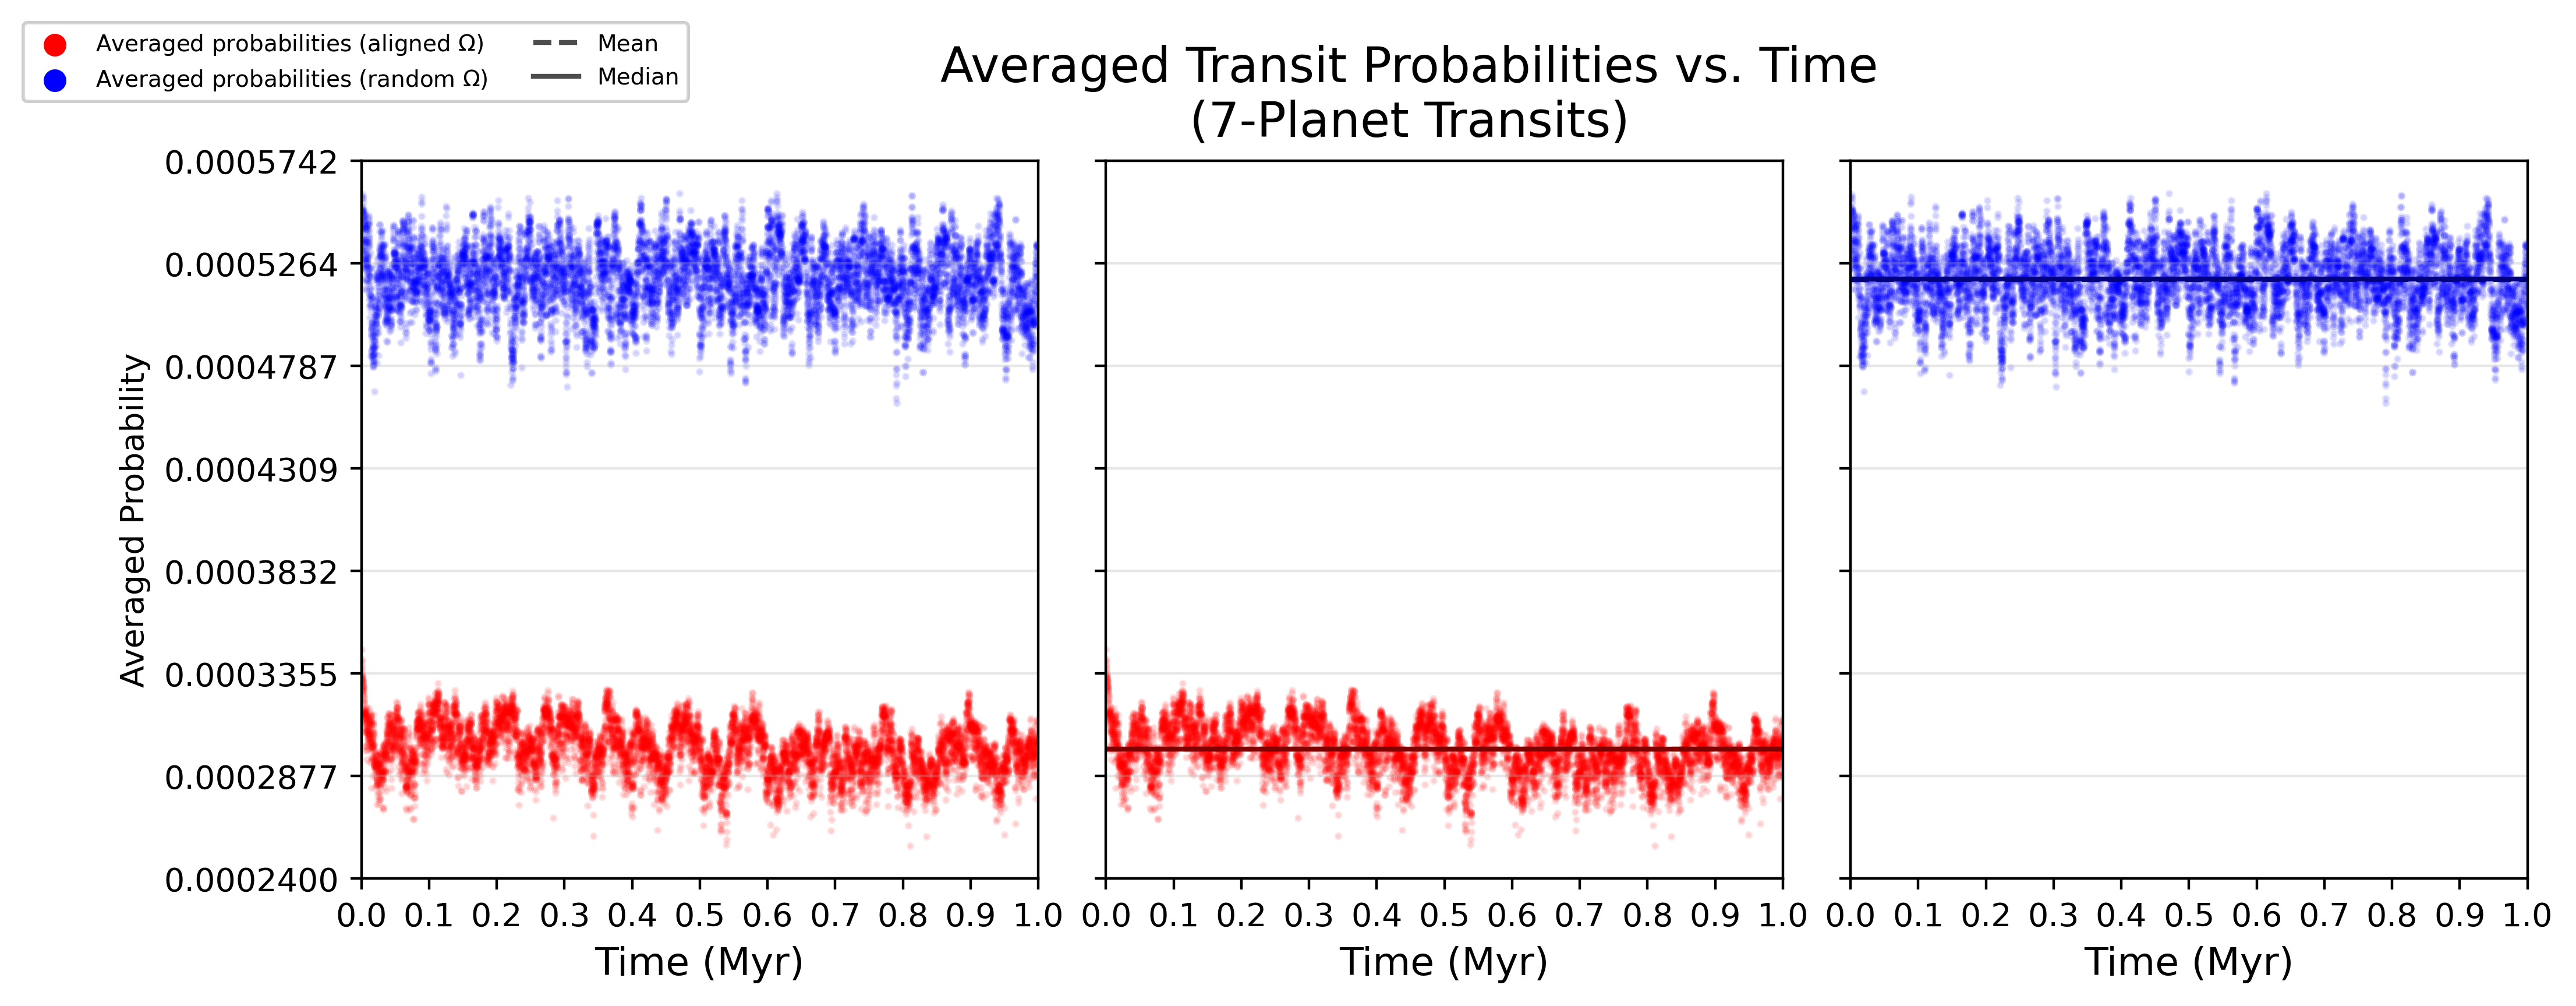 Averaged probabilities (aligned Ω)
Averaged probabilities (random Ω)
Mean
Median
Averaged Transit Probabilities vs. Time
(7-Planet Transits)
Averaged Probability
0.0005742
0.0005264
0.0004787
0.0004309
0.0003832
0.0003355
0.0002877
0.0002400
0.0 0.1 0.2 0.3 0.4 0.5 0.6 0.7 0.8 0.9 1.0
Time (Myr)
0.0 0.1 0.2 0.3 0.4 0.5 0.6 0.7 0.8 0.9 1.0
Time (Myr)
0.0 0.1 0.2 0.3 0.4 0.5 0.6 0.7 0.8 0.9 1.0
Time (Myr)